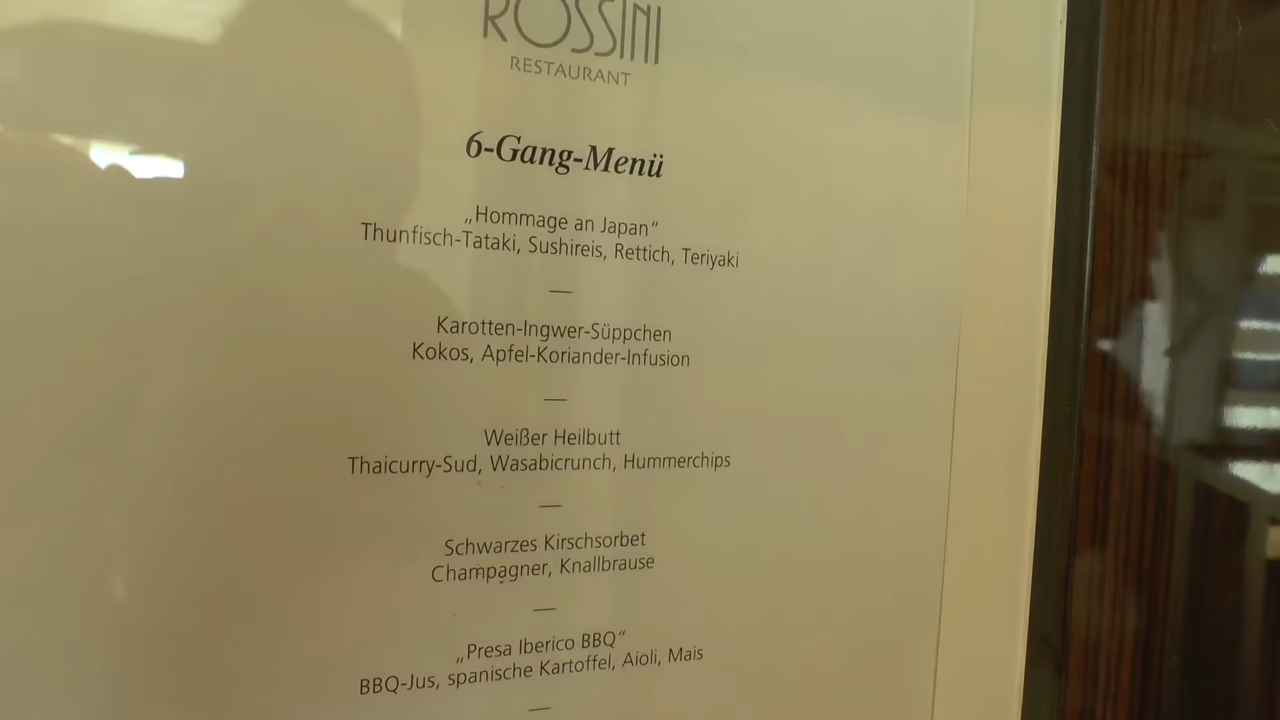 ROSSINI
RESTAURANT
6-Gang-Menü
„Hommage an Japan“
Thunfisch-Tataki, Sushireis, Rettich, Teriyaki
—
Karotten-Ingwer-Süppchen
Kokos, Apfel-Koriander-Infusion
—
Weißer Heilbutt
Thaicurry-Sud, Wasabicrunch, Hummerchips
—
Schwarzes Kirschsorbet
Champagner, Knallbrause
—
„Presa Iberico BBQ“
BBQ-Jus, spanische Kartoffel, Aioli, Mais
—